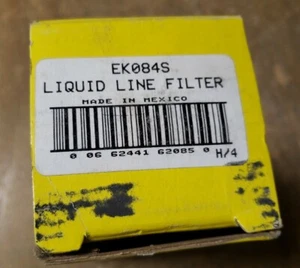 EK084S
LIQUID LINE FILTER
MADE IN MEXICO
0 06 62441 62085 0 H/4